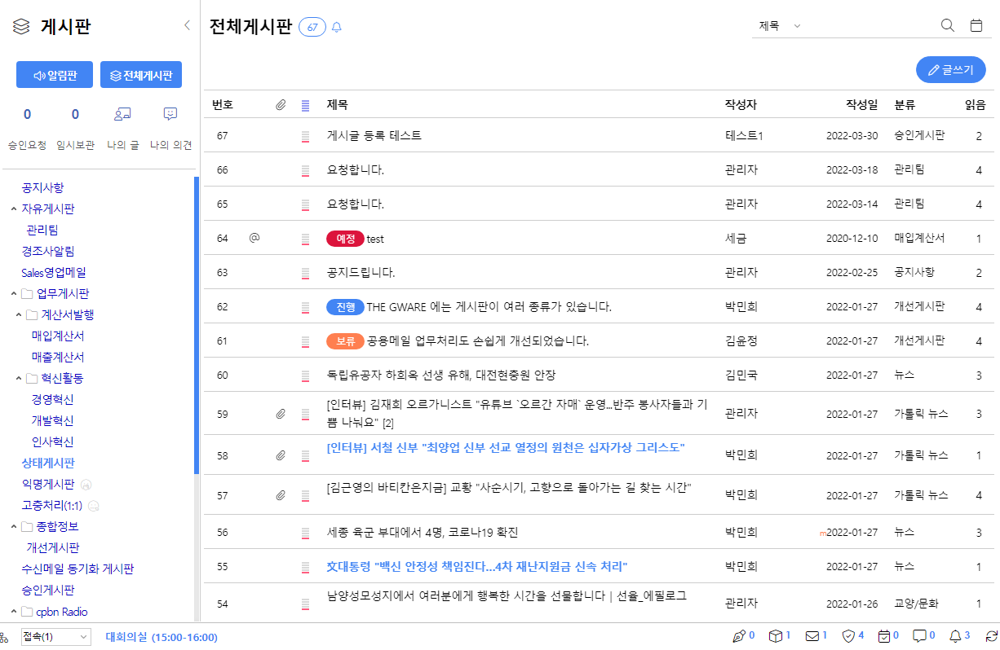 게시판
알림판 전체게시판
0 0
승인요청 임시보관 나의 글 나의 의견
공지사항
자유게시판
관리팀
경조사알림
Sales영업메일
업무게시판
계산서발행
매입계산서
매출계산서
혁신활동
경영혁신
개발혁신
인사혁신
상태게시판
익명게시판
고충처리(1:1)
종합정보
개선게시판
수신메일 동기화 게시판
승인게시판
cpbn Radio
전체게시판 67
제목
글쓰기
번호 제목 작성자 작성일 분류 읽음
67 게시글 등록 테스트 테스트1 2022-03-30 승인게시판 2
66 요청합니다. 관리자 2022-03-18 관리팀 4
65 요청합니다. 관리자 2022-03-14 관리팀 4
64 @ 예정 test 세금 2020-12-10 매입계산서 1
63 공지드립니다. 관리자 2022-02-25 공지사항 2
62 진행 THE GWARE 에는 게시판이 여러 종류가 있습니다. 박민희 2022-01-27 개선게시판 4
61 보류 공용메일 업무처리도 손쉽게 개선되었습니다. 김윤정 2022-01-27 개선게시판 4
60 독립유공자 하희옥 선생 유해, 대전현충원 안장 김민국 2022-01-27 뉴스 3
59 [인터뷰] 김재희 오르가니스트 "유튜브 `오르간 자매` 운영...반주 봉사자들과 기
쁨 나눠요" [2] 관리자 2022-01-27 가톨릭 뉴스 3
58 [인터뷰] 서철 신부 "최양업 신부 선교 열정의 원천은 십자가상 그리스도" 박민희 2022-01-27 가톨릭 뉴스 1
57 [김근영의 바티칸은지금] 교황 "사순시기, 고향으로 돌아가는 길 찾는 시간" 박민희 2022-01-27 가톨릭 뉴스 4
56 세종 육군 부대에서 4명, 코로나19 확진 박민희 m2022-01-27 뉴스 3
55 文대통령 "백신 안정성 책임진다...4차 재난지원금 신속 처리" 박민희 2022-01-27 뉴스 1
54 남양성모성지에서 여러분에게 행복한 시간을 선물합니다 | 선율_에필로그 관리자 2022-01-26 교양/문화 1
접속(1) 대회의실 (15:00-16:00) 0 1 1 4 0 0 3